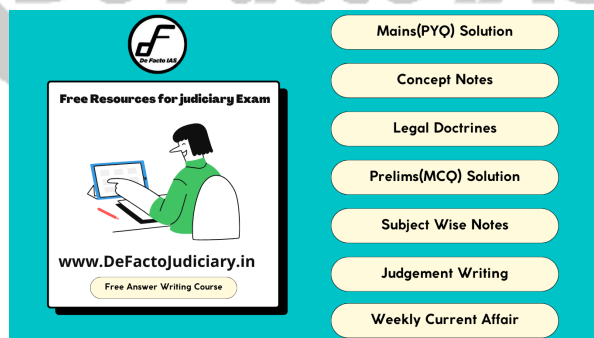 De Facto IAS
Free Resources for judiciary Exam
www.DeFactoJudiciary.in
Free Answer Writing Course
Mains(PYQ) Solution
Concept Notes
Legal Doctrines
Prelims(MCQ) Solution
Subject Wise Notes
Judgement Writing
Weekly Current Affair